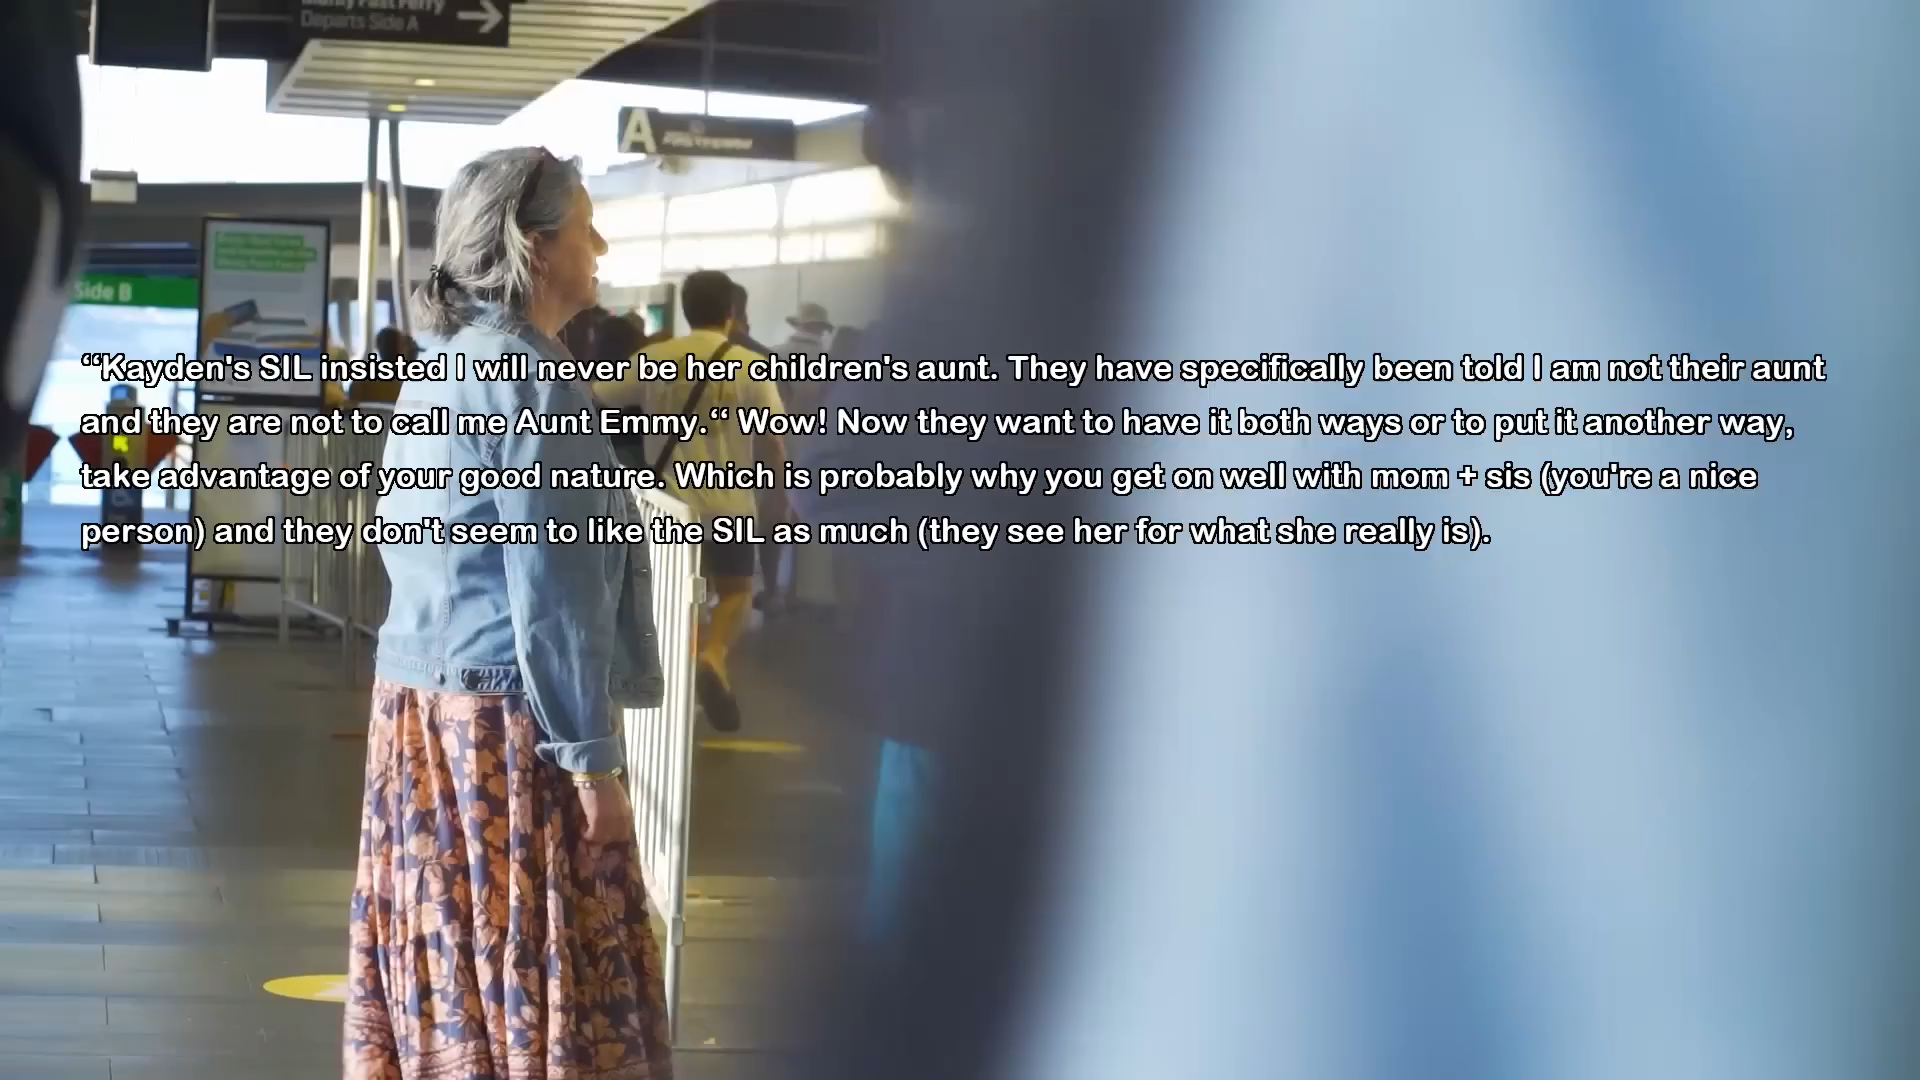 Manly Fast Ferry
Departs Side A
A
Side B
“Kayden's SIL insisted I will never be her children's aunt. They have specifically been told I am not their aunt
and they are not to call me Aunt Emmy.“ Wow! Now they want to have it both ways or to put it another way,
take advantage of your good nature. Which is probably why you get on well with mom + sis (you're a nice
person) and they don't seem to like the SIL as much (they see her for what she really is).